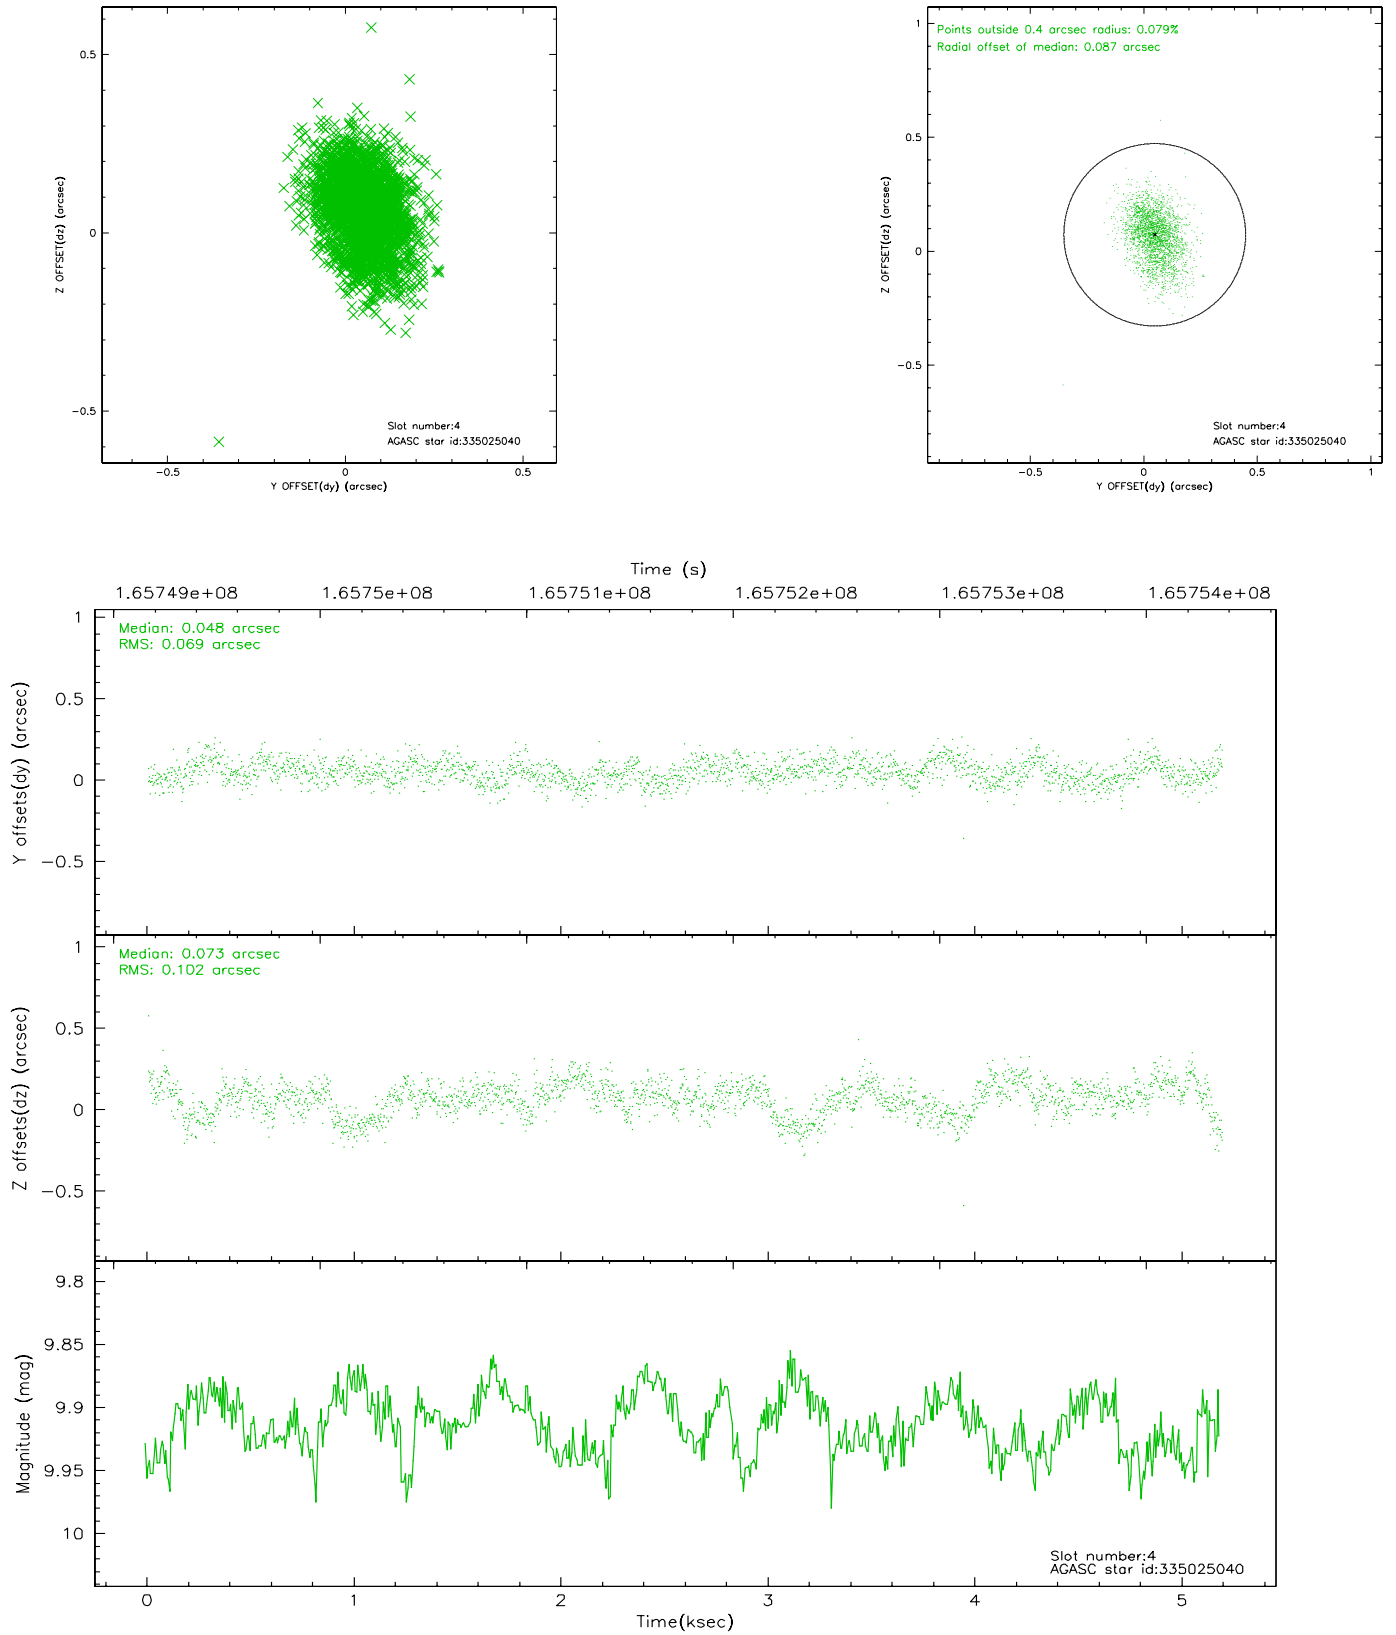 0.5
0
-0.5
Z OFFSET(dz) (arcsec)
Slot number:4
AGASC star id:335025040
-0.5
0
0.5
Y OFFSET(dy) (arcsec)
Points outside 0.4 arcsec radius: 0.079%
Radial offset of median: 0.087 arcsec
1
0.5
0
-0.5
Z OFFSET(dz) (arcsec)
Slot number:4
AGASC star id:335025040
-0.5
0
0.5
1
Y OFFSET(dy) (arcsec)
Time (s)
1.65749e+08
1.6575e+08
1.65751e+08
1.65752e+08
1.65753e+08
1.65754e+08
Median: 0.048 arcsec
RMS: 0.069 arcsec
1
0.5
0
-0.5
Y offsets(dy) (arcsec)
Median: 0.073 arcsec
RMS: 0.102 arcsec
1
0.5
0
-0.5
Z offsets(dz) (arcsec)
9.8
9.85
9.9
9.95
10
Magnitude (mag)
Slot number:4
AGASC star id:335025040
0
1
2
3
4
5
Time(ksec)